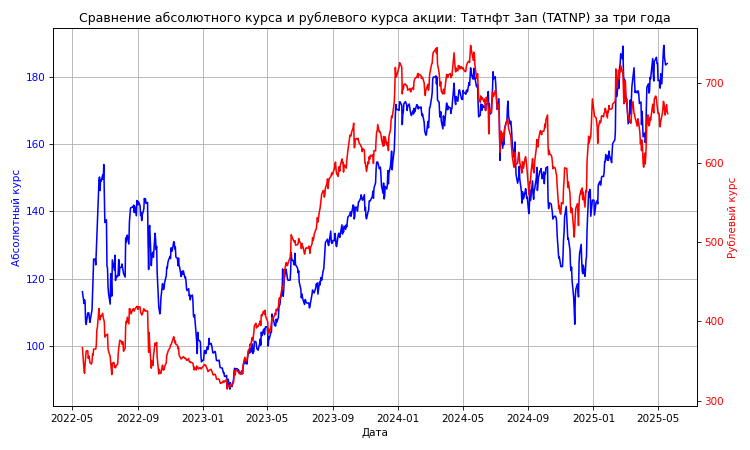 Сравнение абсолютного курса и рублевого курса акции: Татнфт 3ап (TATNP) за три года
180
160
140
120
100
Абсолютный курс
700
600
500
400
300
Рублевый курс
2022-05 2022-09 2023-01 2023-05 2023-09 2024-01 2024-05 2024-09 2025-01 2025-05
Дата